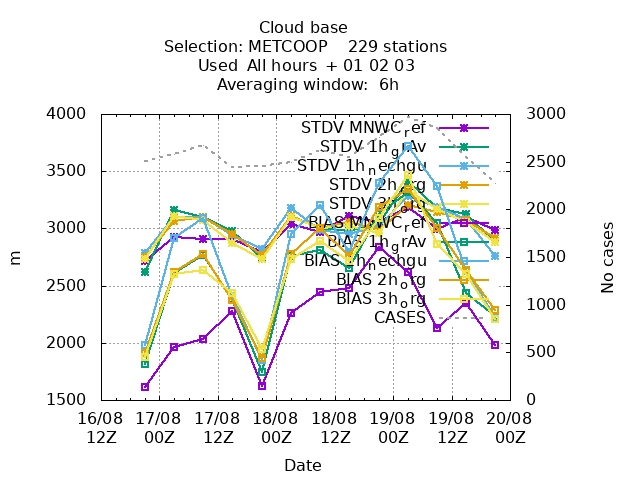 Cloud base
Selection: METCOOP 229 stations
Used All hours + 01 02 03
Averaging window: 6h
4000
3500
3000
2500
2000
1500
m
3000
2500
2000
1500
1000
500
0
No cases
STDV MNWC_ref
STDV 1h_grAv
STDV 1h_nechgu
STDV 2h_org
STDV 3h_org
BIAS MNWC_ref
BIAS 1h_grAv
BIAS 1h_nechgu
BIAS 2h_org
BIAS 3h_org
CASES
16/08 17/08 17/08 18/08 18/08 19/08 19/08 20/08
12Z 00Z 12Z 00Z 12Z 00Z 12Z 00Z
Date